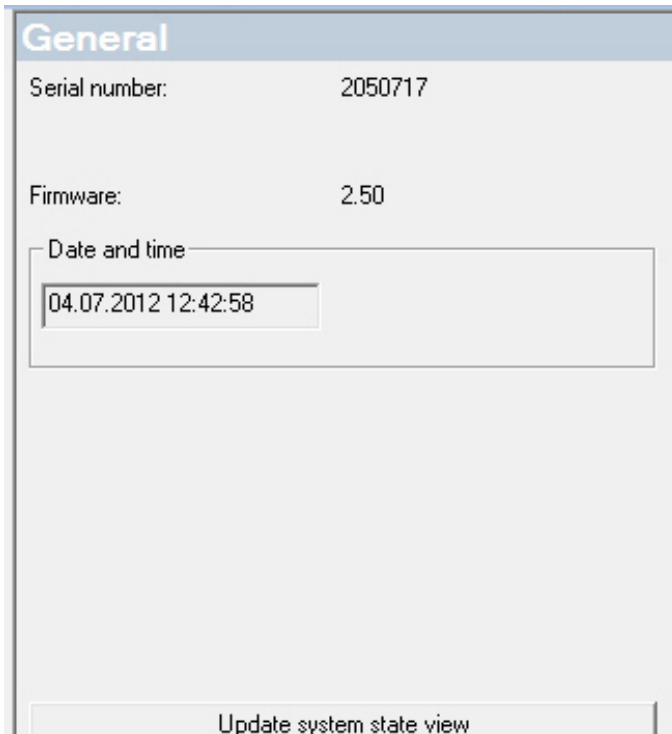 General
Serial number: 2050717
Firmware: 2.50
Date and time
04.07.2012 12:42:58
Update system state view